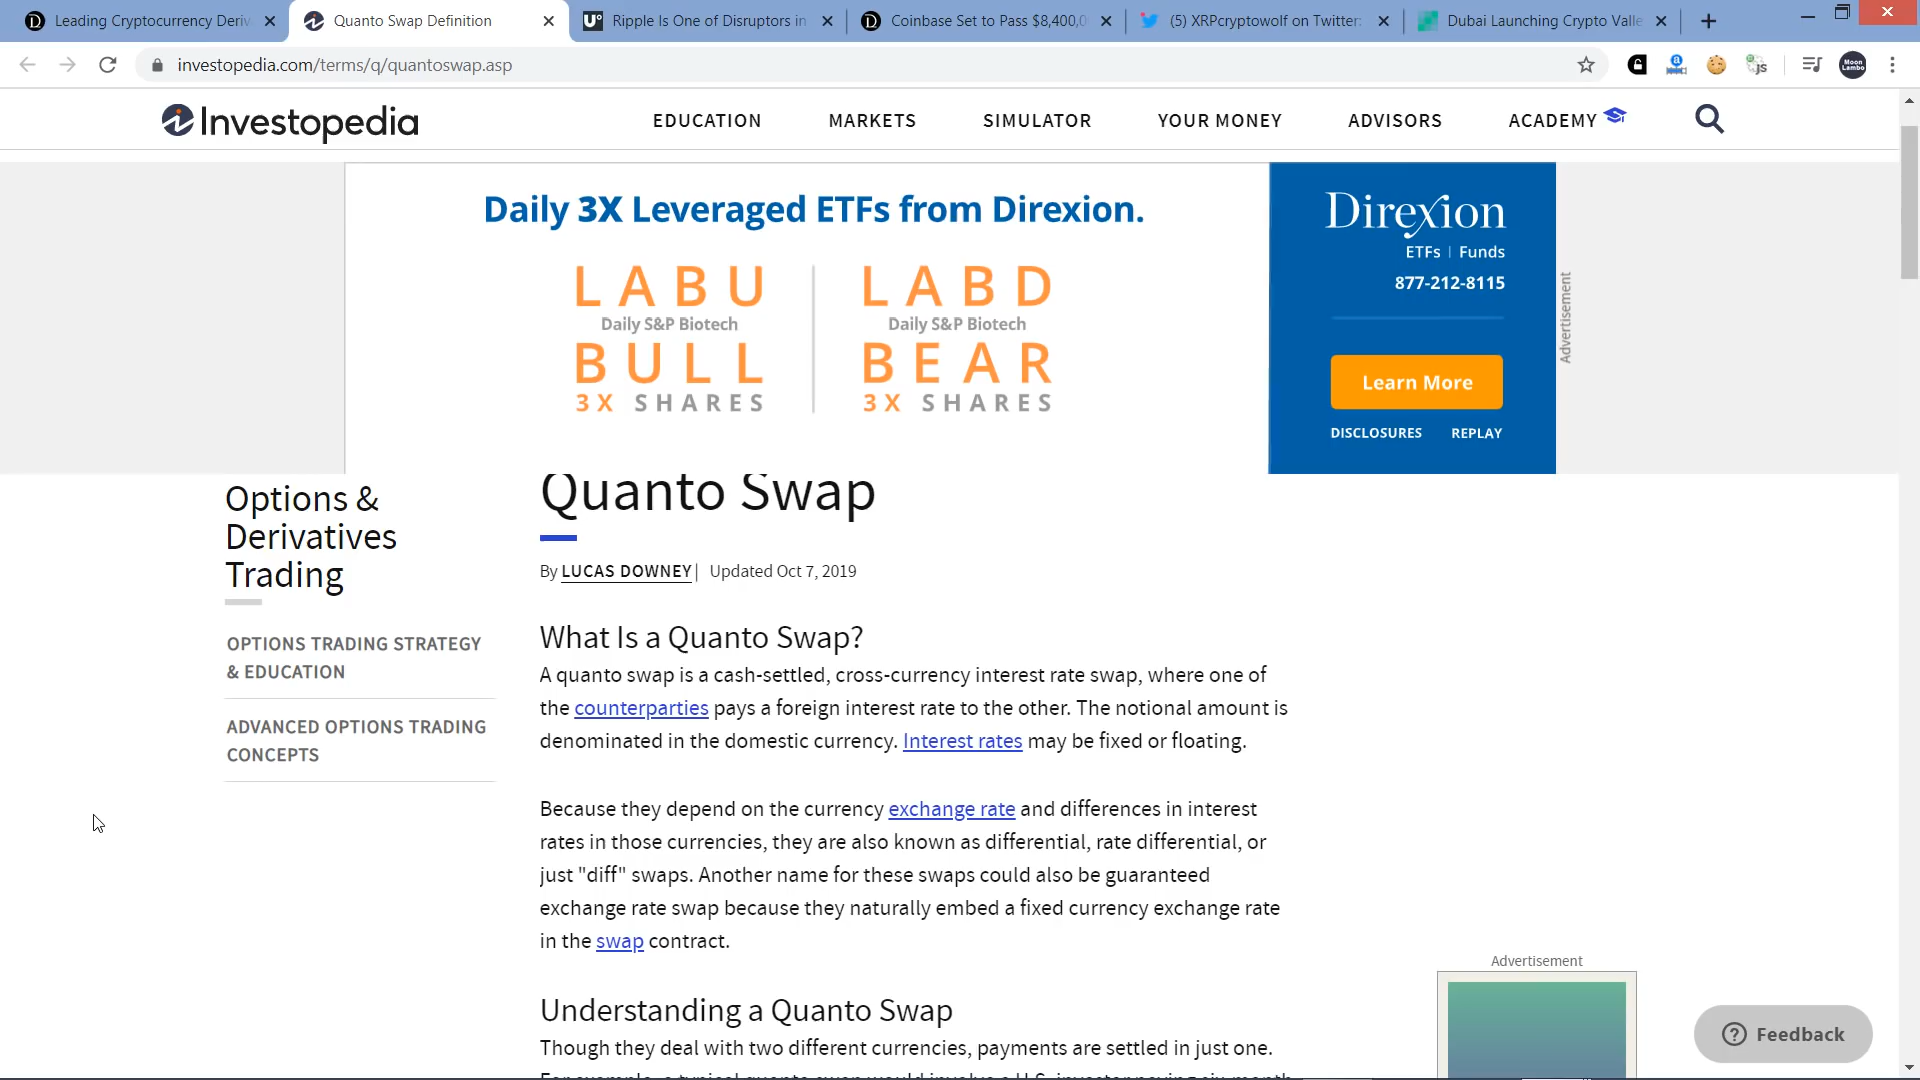 Leading Cryptocurrency Deriv
Quanto Swap Definition
Ripple Is One of Disruptors in
Coinbase Set to Pass $8,400,0
(5) XRPcryptowolf on Twitter:
Dubai Launching Crypto Valle
investopedia.com/terms/q/quantoswap.asp
Investopedia
EDUCATION
MARKETS
SIMULATOR
YOUR MONEY
ADVISORS
ACADEMY
Daily 3X Leveraged ETFs from Direxion.
LABU
Daily S&P Biotech
BULL
3X SHARES
LABD
Daily S&P Biotech
BEAR
3X SHARES
Direxion
ETFs | Funds
877-212-8115
Learn More
DISCLOSURES REPLAY
Advertisement
Options &
Derivatives
Trading
OPTIONS TRADING STRATEGY
& EDUCATION
ADVANCED OPTIONS TRADING
CONCEPTS
Quanto Swap
By LUCAS DOWNEY | Updated Oct 7, 2019
What Is a Quanto Swap?
A quanto swap is a cash-settled, cross-currency interest rate swap, where one of
the counterparties pays a foreign interest rate to the other. The notional amount is
denominated in the domestic currency. Interest rates may be fixed or floating.
Because they depend on the currency exchange rate and differences in interest
rates in those currencies, they are also known as differential, rate differential, or
just "diff" swaps. Another name for these swaps could also be guaranteed
exchange rate swap because they naturally embed a fixed currency exchange rate
in the swap contract.
Understanding a Quanto Swap
Though they deal with two different currencies, payments are settled in just one.
Advertisement
Feedback